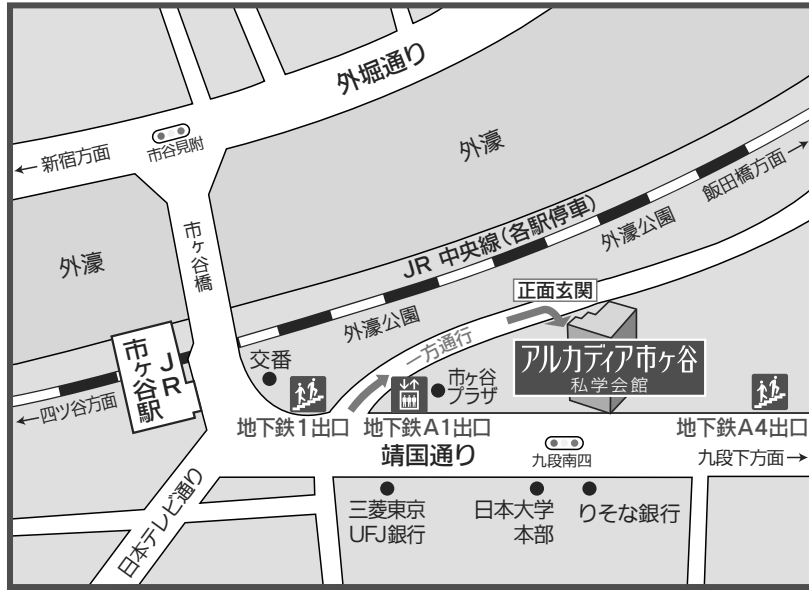 外堀通り
← 新宿方面
市谷見附
外濠
飯田橋方面 →
市ヶ谷橋
JR 中央線(各駅停車)
外濠公園
外濠
正面玄関
外濠公園
一方通行
アルカディア市ヶ谷
私学会館
JR
市ヶ谷駅
交番
市ヶ谷
プラザ
←四ツ谷方面
地下鉄1出口
地下鉄A1出口
地下鉄A4出口
靖国通り
九段南四
九段下方面→
日本テレビ通り
三菱東京
UFJ銀行
日本大学
本部
りそな銀行